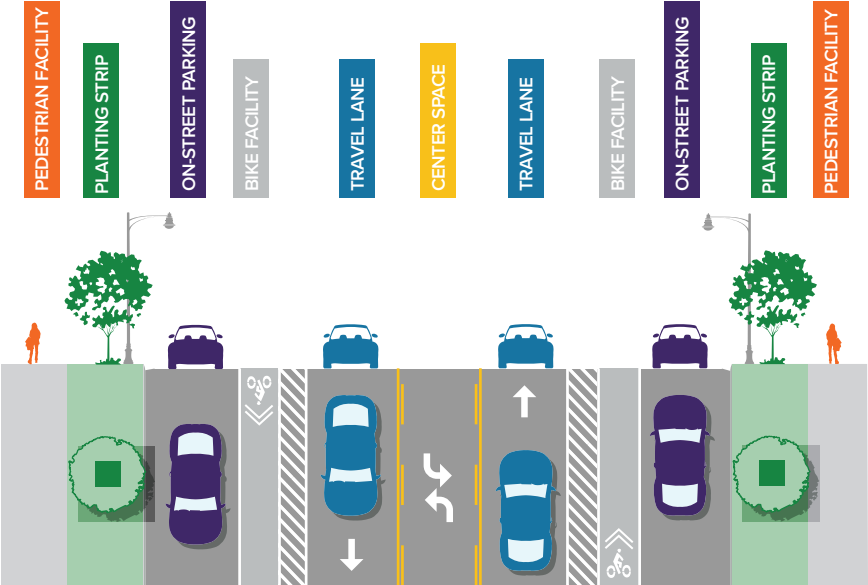 PEDESTRIAN FACILITY
PLANTING STRIP
ON-STREET PARKING
BIKE FACILITY
TRAVEL LANE
CENTER SPACE
TRAVEL LANE
BIKE FACILITY
ON-STREET PARKING
PLANTING STRIP
PEDESTRIAN FACILITY